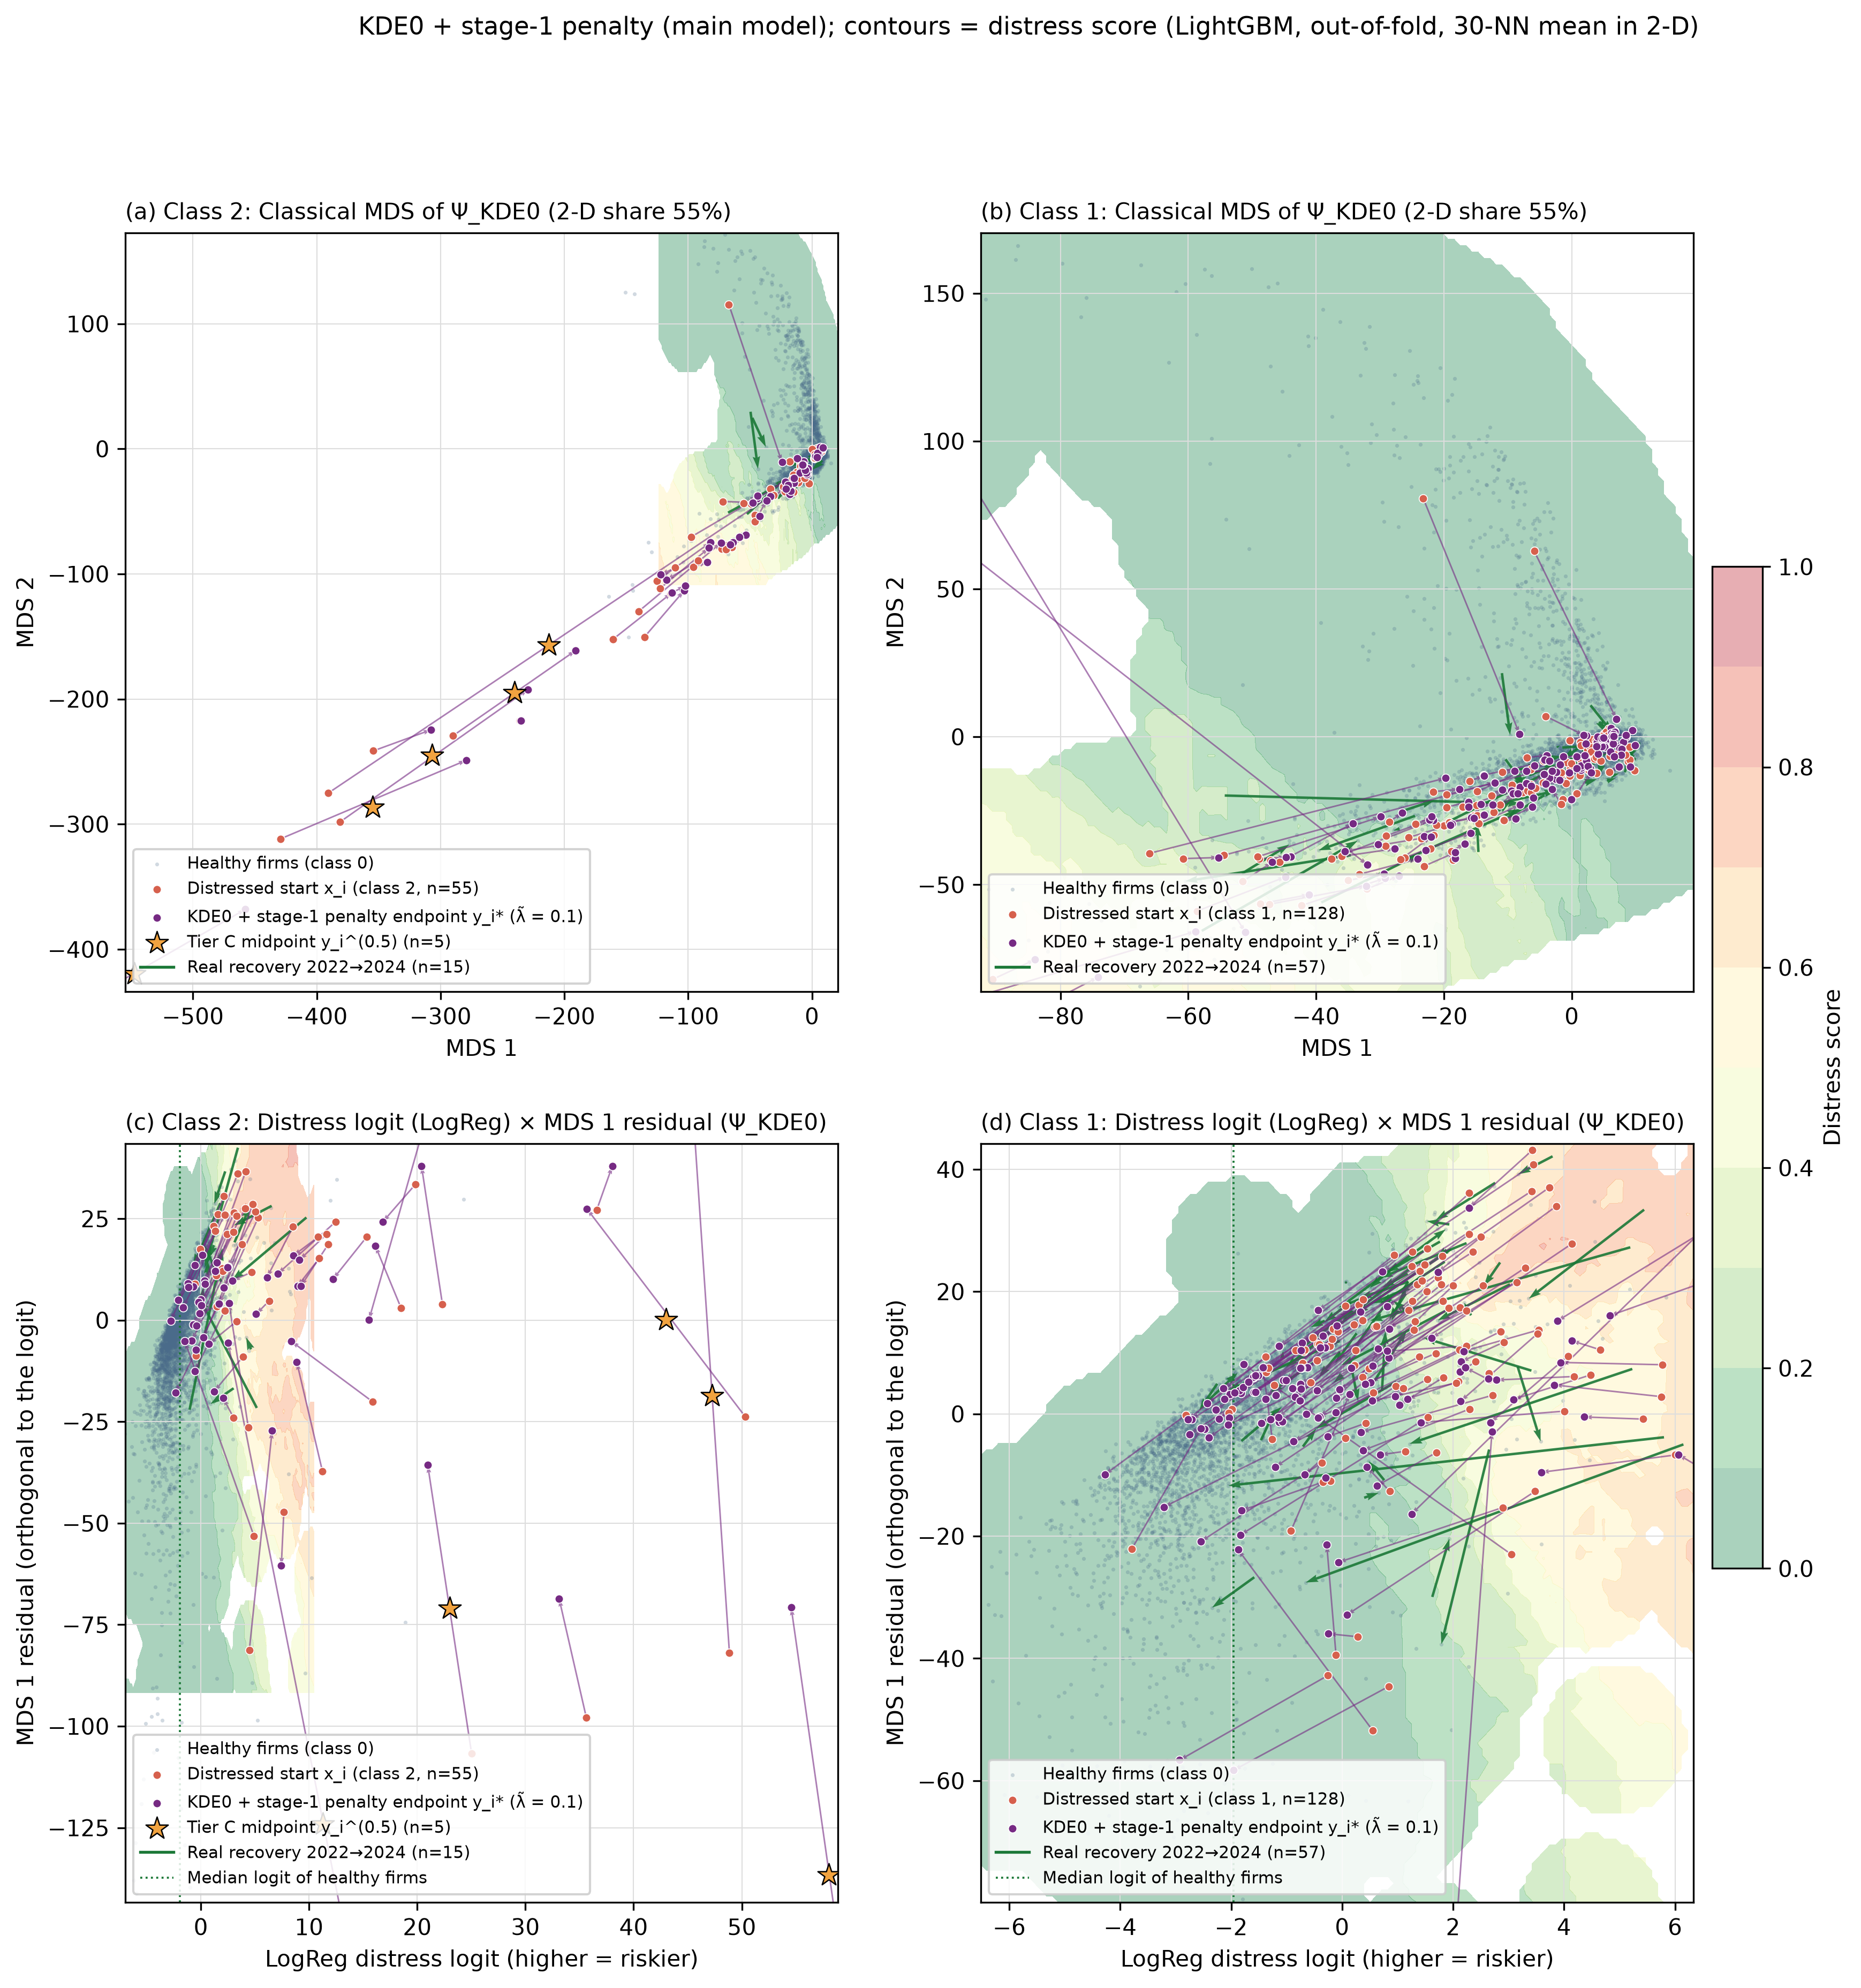 KDE0 + stage-1 penalty (main model); contours = distress score (LightGBM, out-of-fold, 30-NN mean in 2-D)
(a) Class 2: Classical MDS of Ψ_KDE0 (2-D share 55%)
MDS 2
100
0
−100
−200
−300
−400
Healthy firms (class 0)
Distressed start x_i (class 2, n=55)
KDE0 + stage-1 penalty endpoint y_i* (λ̃ = 0.1)
Tier C midpoint y_i^(0.5) (n=5)
Real recovery 2022→2024 (n=15)
−500 −400 −300 −200 −100 0
MDS 1
(b) Class 1: Classical MDS of Ψ_KDE0 (2-D share 55%)
MDS 2
150
100
50
0
−50
Healthy firms (class 0)
Distressed start x_i (class 1, n=128)
KDE0 + stage-1 penalty endpoint y_i* (λ̃ = 0.1)
Real recovery 2022→2024 (n=57)
−80 −60 −40 −20 0
MDS 1
(c) Class 2: Distress logit (LogReg) × MDS 1 residual (Ψ_KDE0)
MDS 1 residual (orthogonal to the logit)
25
0
−25
−50
−75
−100
−125
Healthy firms (class 0)
Distressed start x_i (class 2, n=55)
KDE0 + stage-1 penalty endpoint y_i* (λ̃ = 0.1)
Tier C midpoint y_i^(0.5) (n=5)
Real recovery 2022→2024 (n=15)
Median logit of healthy firms
0 10 20 30 40 50
LogReg distress logit (higher = riskier)
(d) Class 1: Distress logit (LogReg) × MDS 1 residual (Ψ_KDE0)
MDS 1 residual (orthogonal to the logit)
40
20
0
−20
−40
−60
Healthy firms (class 0)
Distressed start x_i (class 1, n=128)
KDE0 + stage-1 penalty endpoint y_i* (λ̃ = 0.1)
Real recovery 2022→2024 (n=57)
Median logit of healthy firms
−6 −4 −2 0 2 4 6
LogReg distress logit (higher = riskier)
1.0
0.8
0.6
0.4
0.2
0.0
Distress score